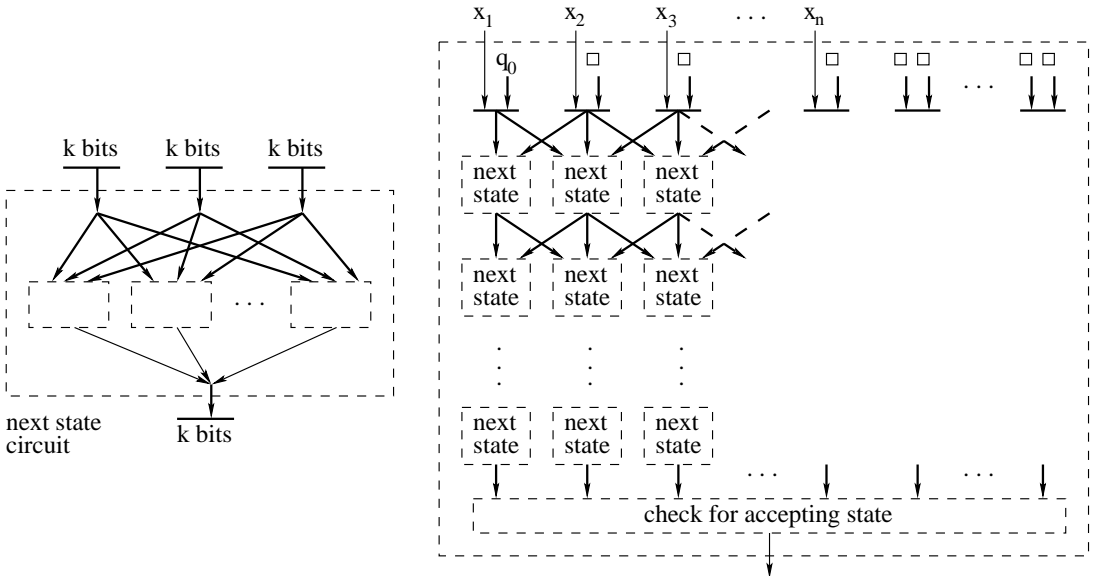 k bits k bits k bits
. . .
next state
circuit
k bits
x1 x2 x3 . . . xn
q0 □ □ □ □ □ □ □
. . .
next
state
next
state
next
state
next
state
next
state
next
state
. . .
. . .
. . .
next
state
next
state
next
state
. . . . . .
check for accepting state